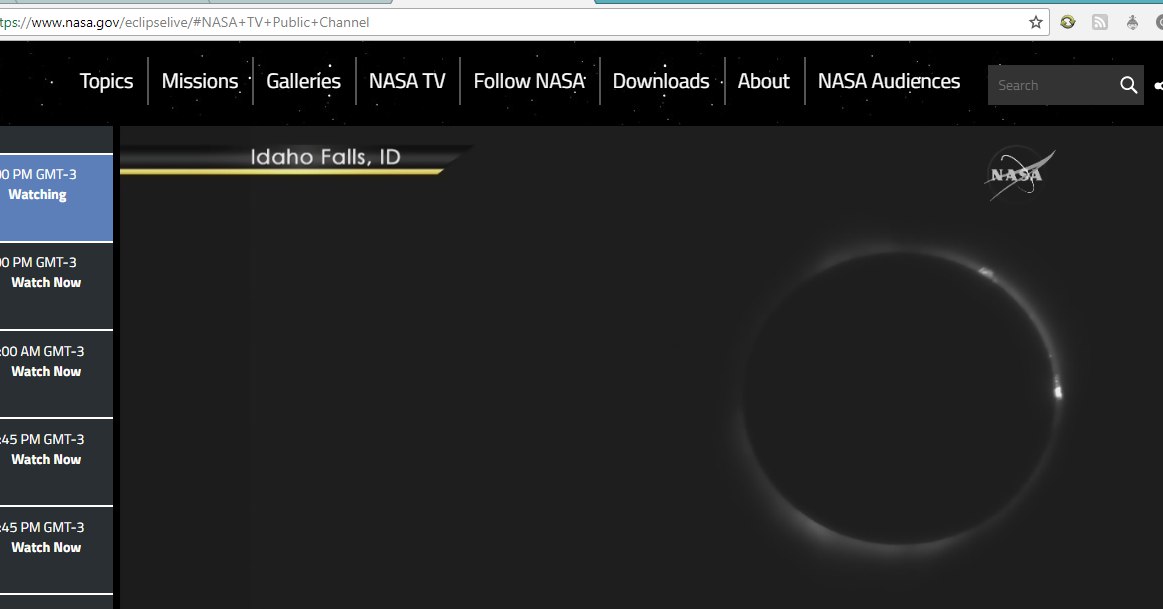 tps://www.nasa.gov/eclipselive/#NASA+TV+Public+Channel
Topics
Missions
Galleries
NASA TV
Follow NASA
Downloads
About
NASA Audiences
Search
00 PM GMT-3
Watching
00 PM GMT-3
Watch Now
:00 AM GMT-3
Watch Now
:45 PM GMT-3
Watch Now
:45 PM GMT-3
Watch Now
Idaho Falls, ID
NASA